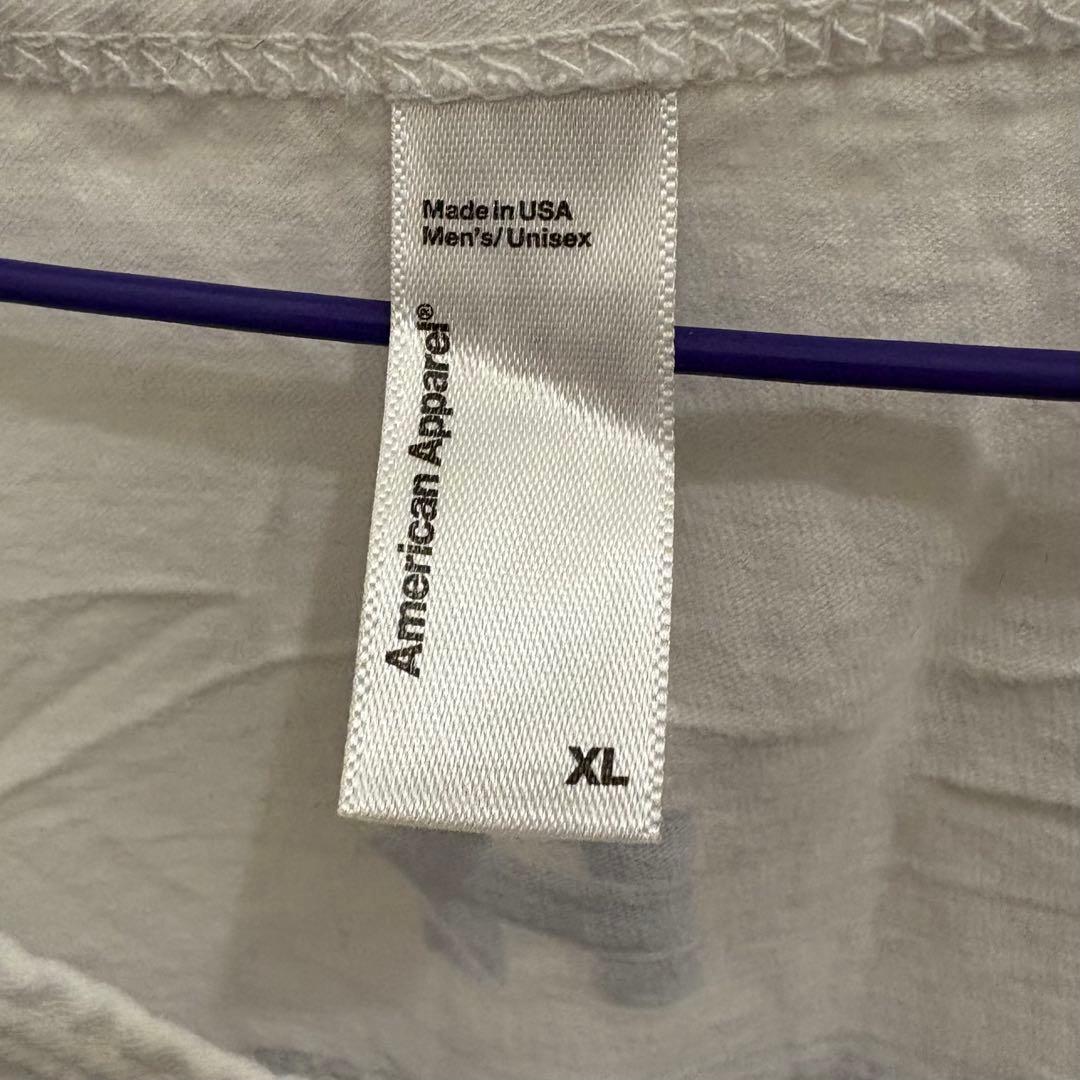 Made in USA
Men's/Unisex
American Apparel®
XL